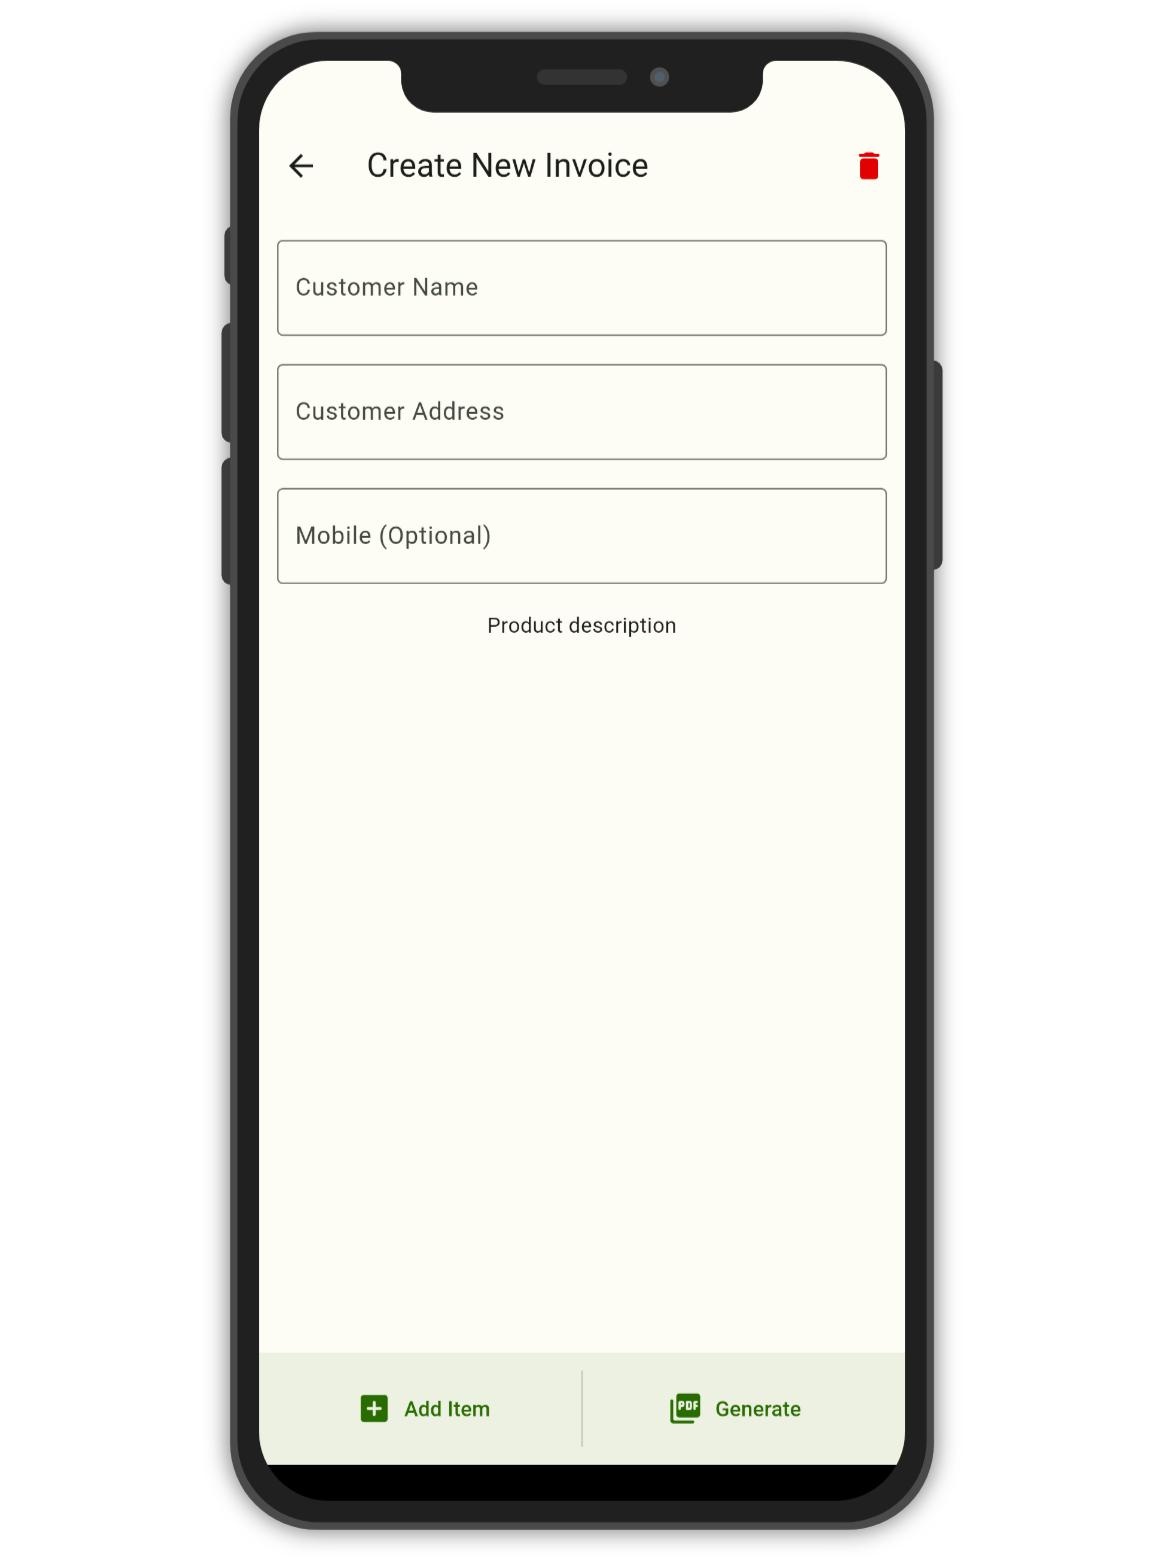 Create New Invoice
Customer Name
Customer Address
Mobile (Optional)
Product description
Add Item
PDF Generate